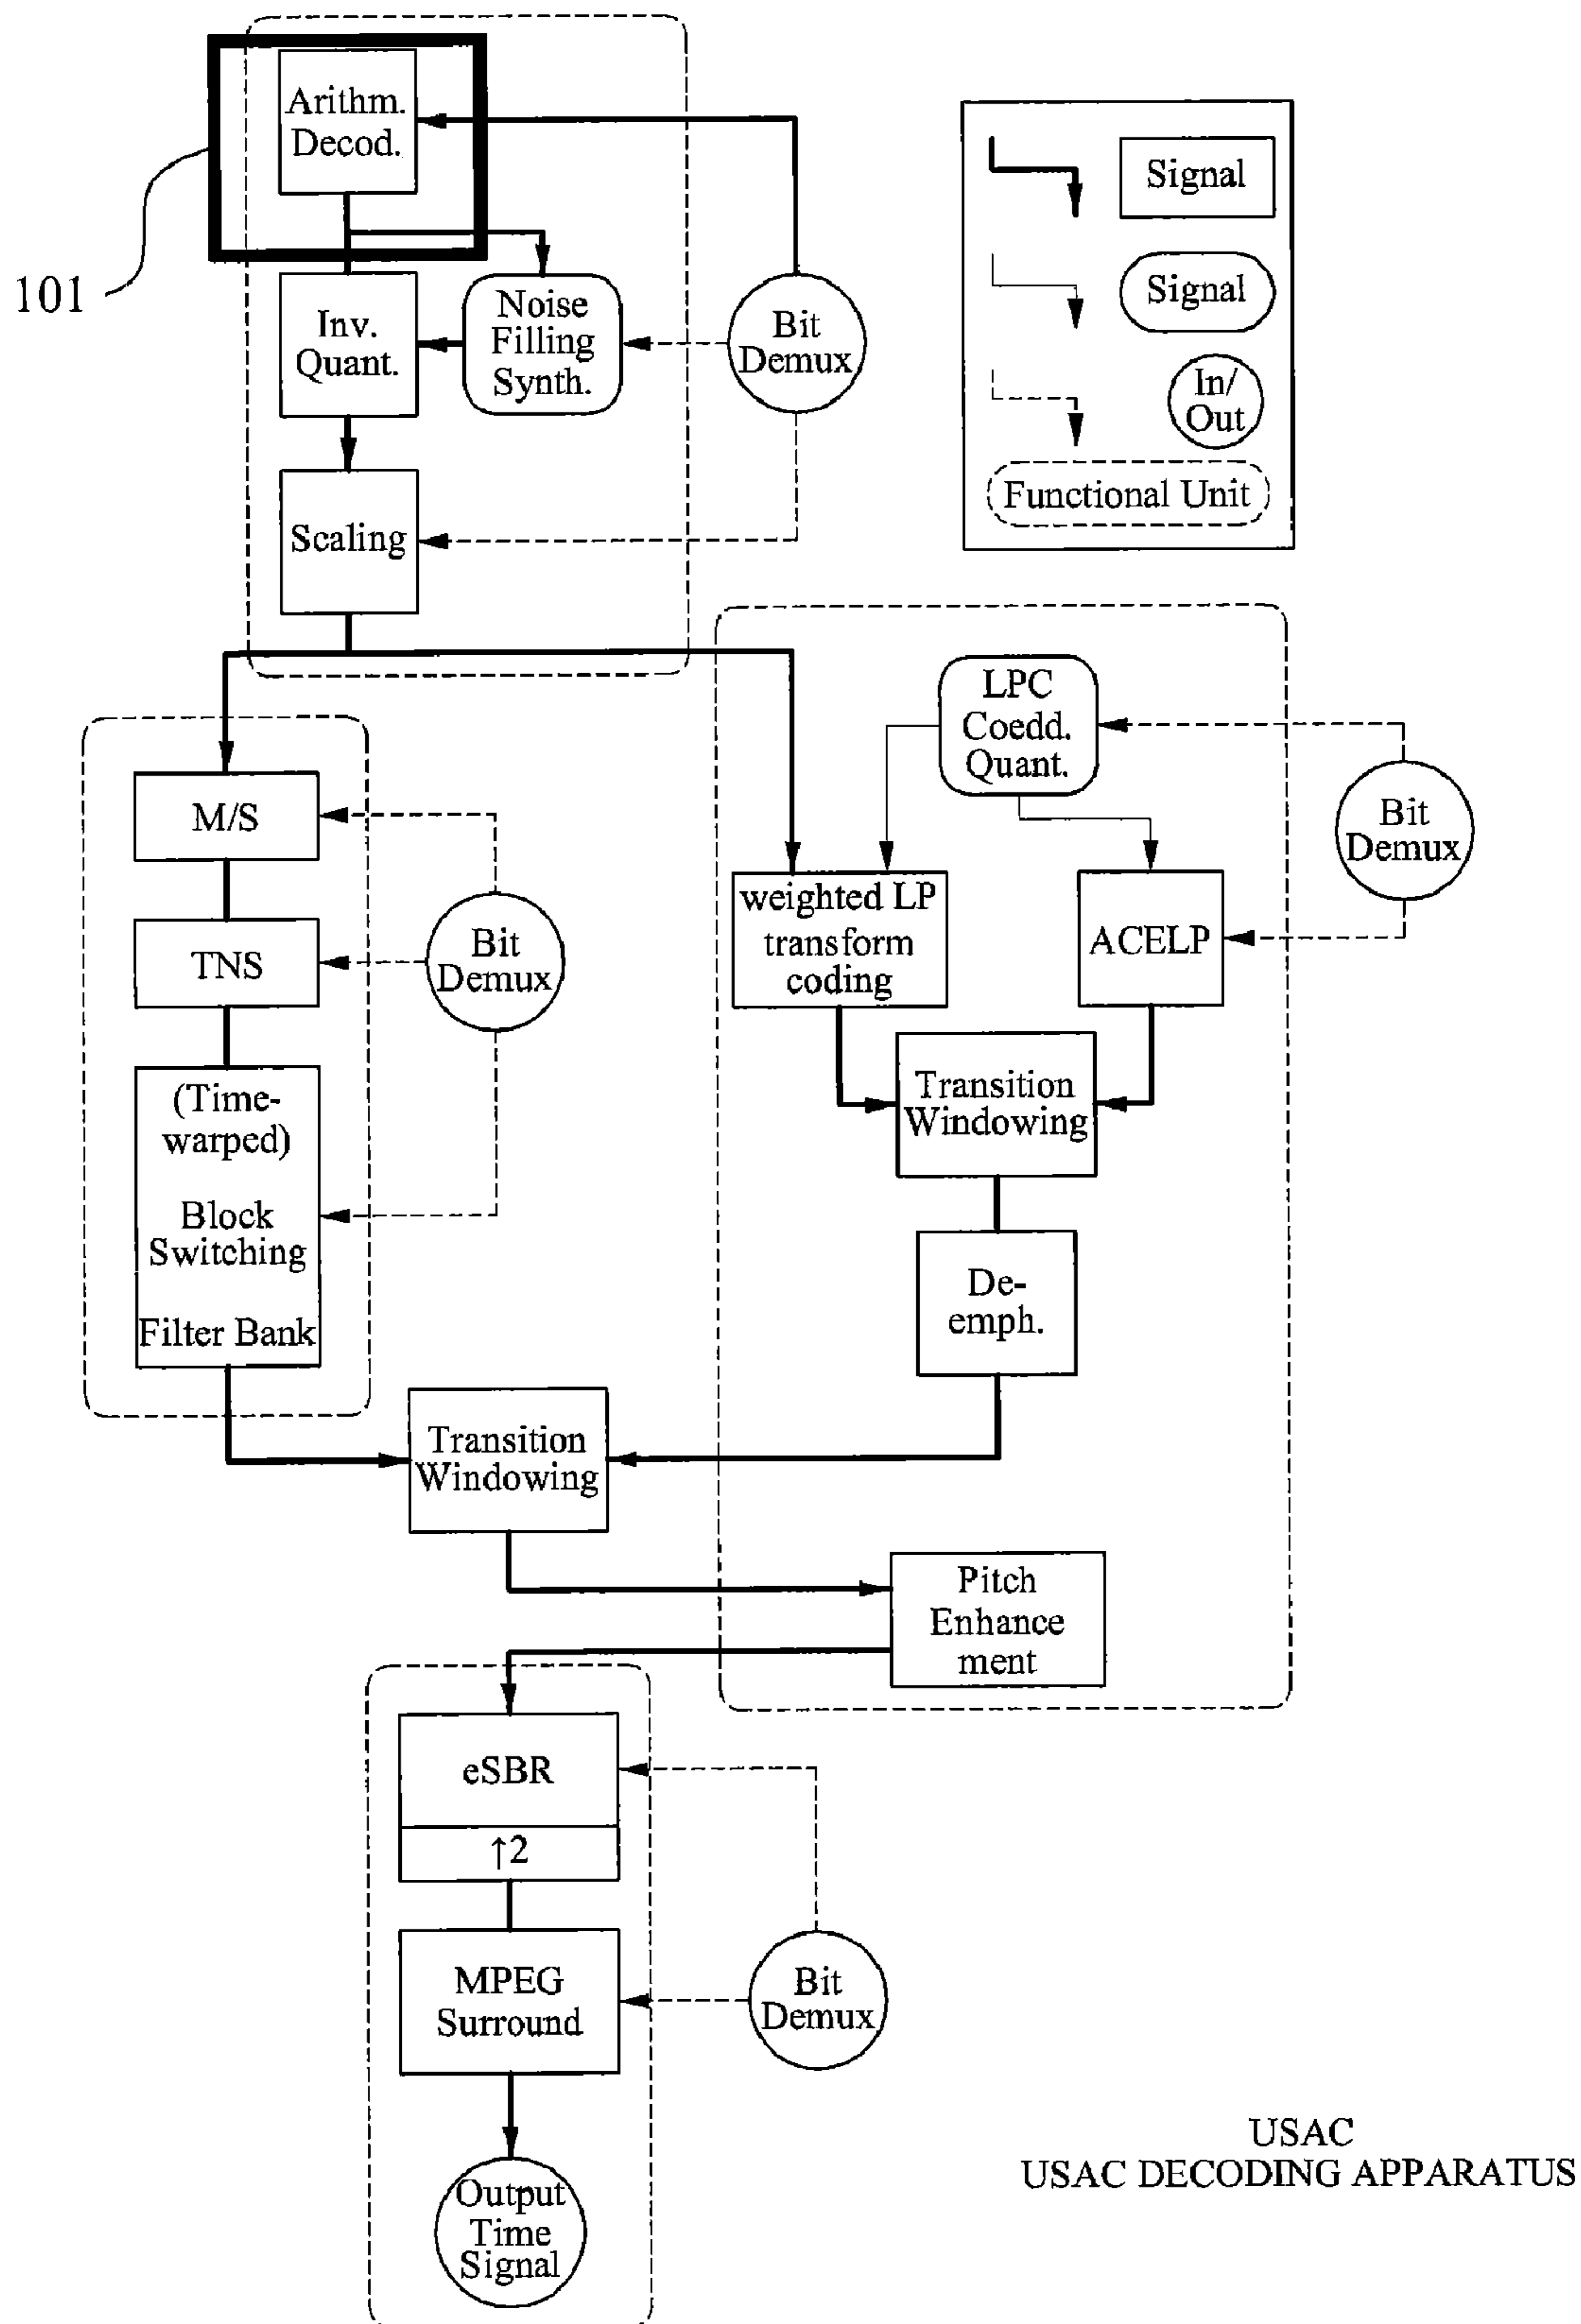 Arithm.
Decod.
101
Inv.
Quant.
Noise
Filling
Synth.
Bit
Demux
Scaling
Signal
Signal
In/
Out
Functional Unit
M/S
TNS
(Time-
warped)
Block
Switching
Filter Bank
Bit
Demux
LPC
Coedd.
Quant.
Bit
Demux
weighted LP
transform
coding
ACELP
Transition
Windowing
De-
emph.
Transition
Windowing
Pitch
Enhance
ment
eSBR
↑2
MPEG
Surround
Bit
Demux
Output
Time
Signal
USAC
USAC DECODING APPARATUS